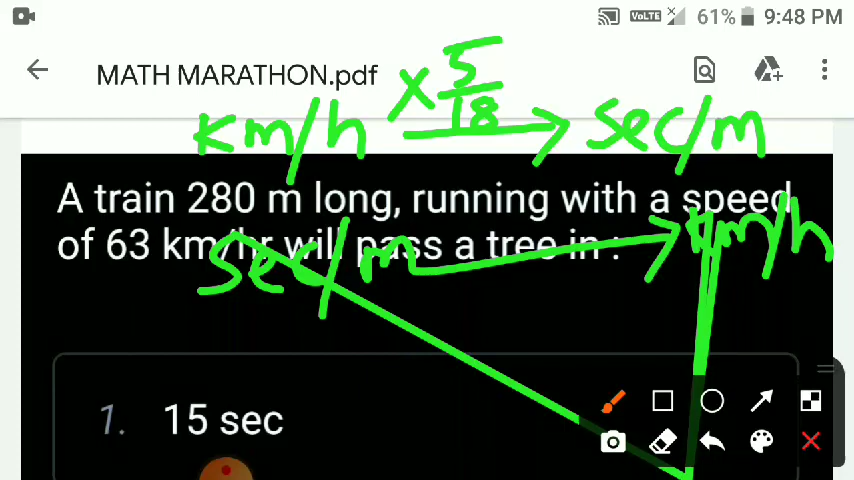 VoLTE 61% 9:48 PM
MATH MARATHON.pdf
× 5/18
km/h → sec/m
A train 280 m long, running with a speed
of 63 km/hr will pass a tree in :
sec/m → km/h
1. 15 sec